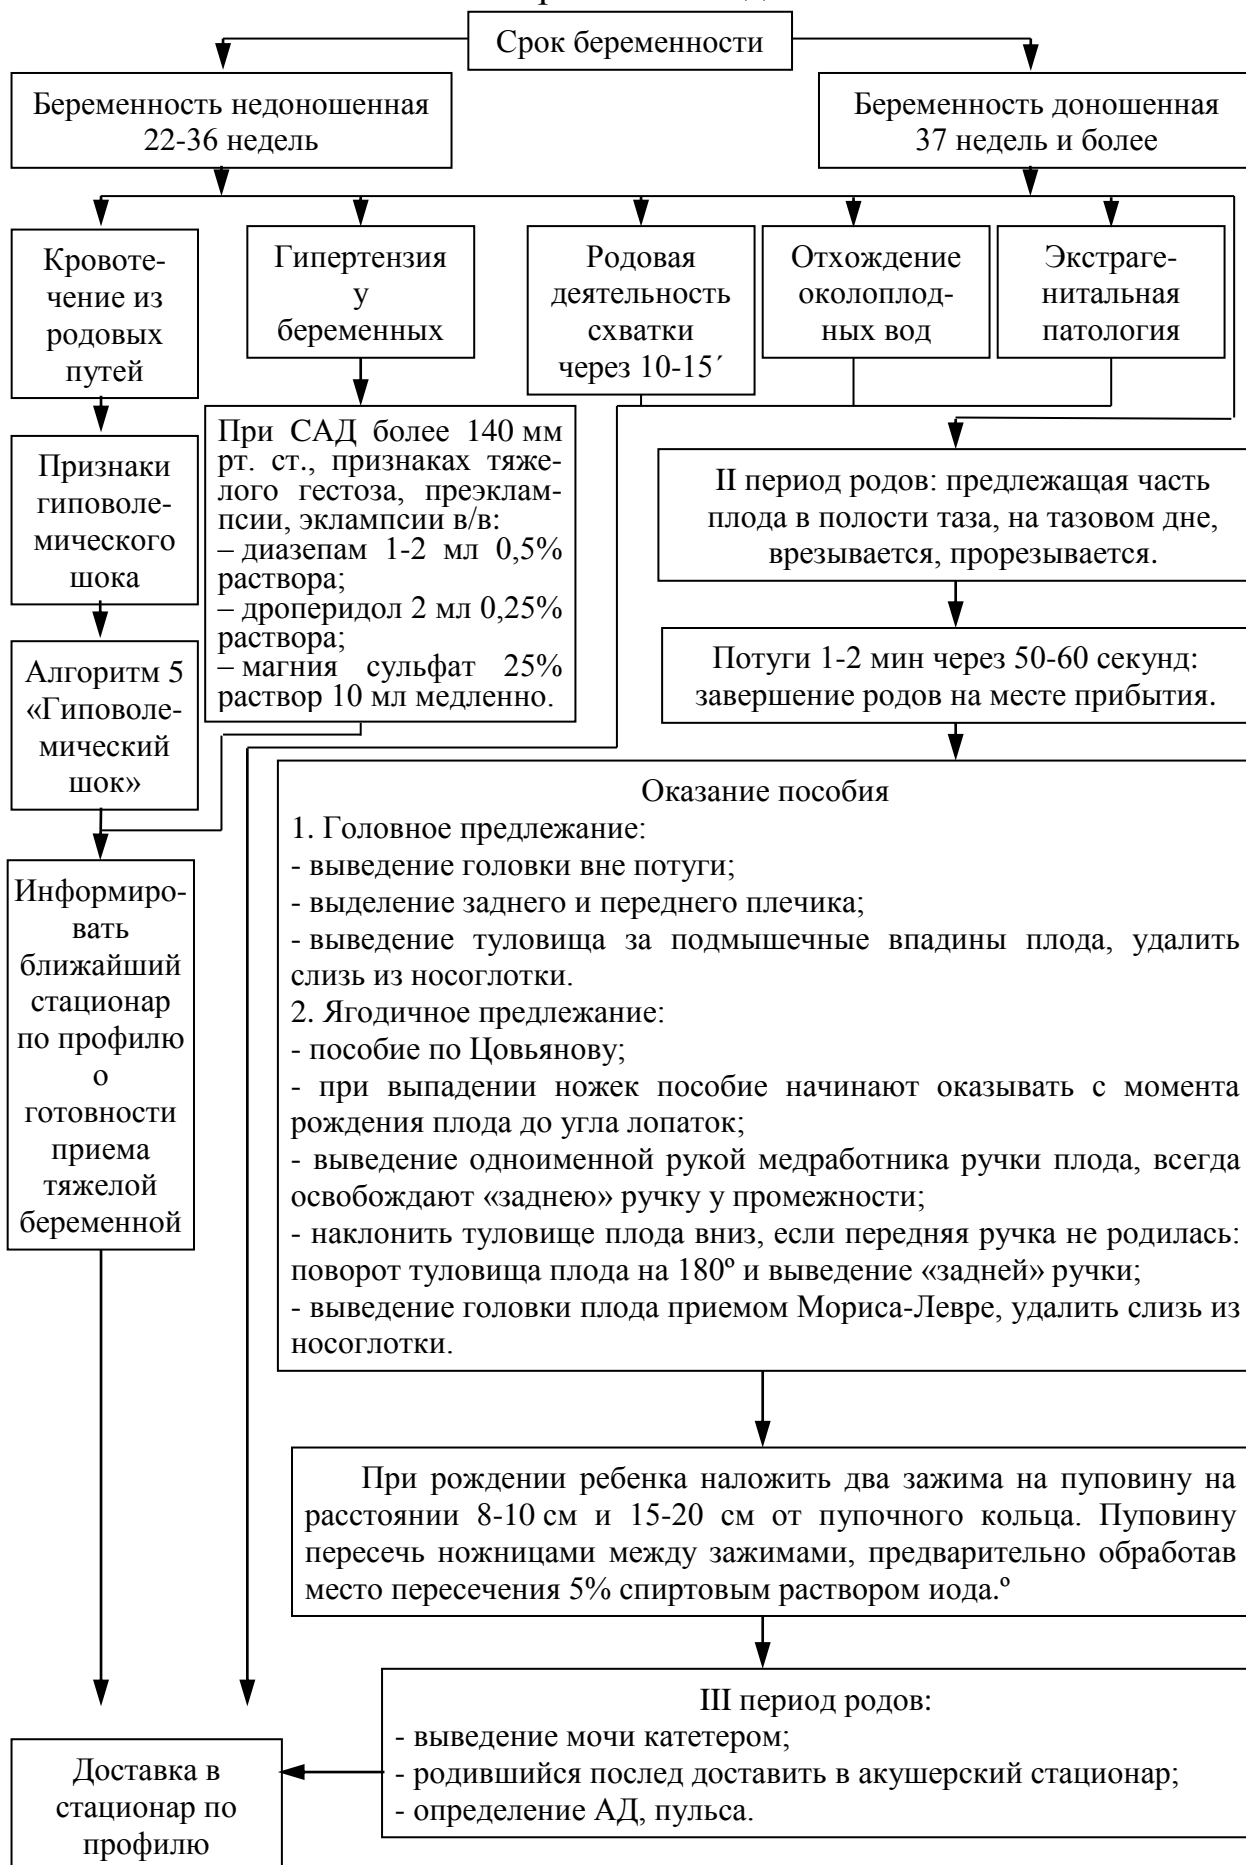 Срок беременности
Беременность недоношенная
22-36 недель
Беременность доношенная
37 недель и более
Кровоте-
чение из
родовых
путей
Гипертензия
у
беременных
Родовая
деятельность
схватки
через 10-15´
Отхождение
околоплод-
ных вод
Экстраге-
нитальная
патология
Признаки
гиповоле-
мического
шока
При САД более 140 мм
рт. ст., признаках тяже-
лого гестоза, преэклам-
псии, эклампсии в/в:
– диазепам 1-2 мл 0,5%
раствора;
– дроперидол 2 мл 0,25%
раствора;
– магния сульфат 25%
раствор 10 мл медленно.
II период родов: предлежащая часть
плода в полости таза, на тазовом дне,
врезывается, прорезывается.
Потуги 1-2 мин через 50-60 секунд:
завершение родов на месте прибытия.
Алгоритм 5
«Гиповоле-
мический
шок»
Информиро-
вать
ближайший
стационар
по профилю
о
готовности
приема
тяжелой
беременной
Оказание пособия
1. Головное предлежание:
- выведение головки вне потуги;
- выделение заднего и переднего плечика;
- выведение туловища за подмышечные впадины плода, удалить
слизь из носоглотки.
2. Ягодичное предлежание:
- пособие по Цовьянову;
- при выпадении ножек пособие начинают оказывать с момента
рождения плода до угла лопаток;
- выведение одноименной рукой медработника ручки плода, всегда
освобождают «заднею» ручку у промежности;
- наклонить туловище плода вниз, если передняя ручка не родилась:
поворот туловища плода на 180º и выведение «задней» ручки;
- выведение головки плода приемом Мориса-Левре, удалить слизь из
носоглотки.
При рождении ребенка наложить два зажима на пуповину на
расстоянии 8-10 см и 15-20 см от пупочного кольца. Пуповину
пересечь ножницами между зажимами, предварительно обработав
место пересечения 5% спиртовым раствором иода.º
III период родов:
- выведение мочи катетером;
- родившийся послед доставить в акушерский стационар;
- определение АД, пульса.
Доставка в
стационар по
профилю